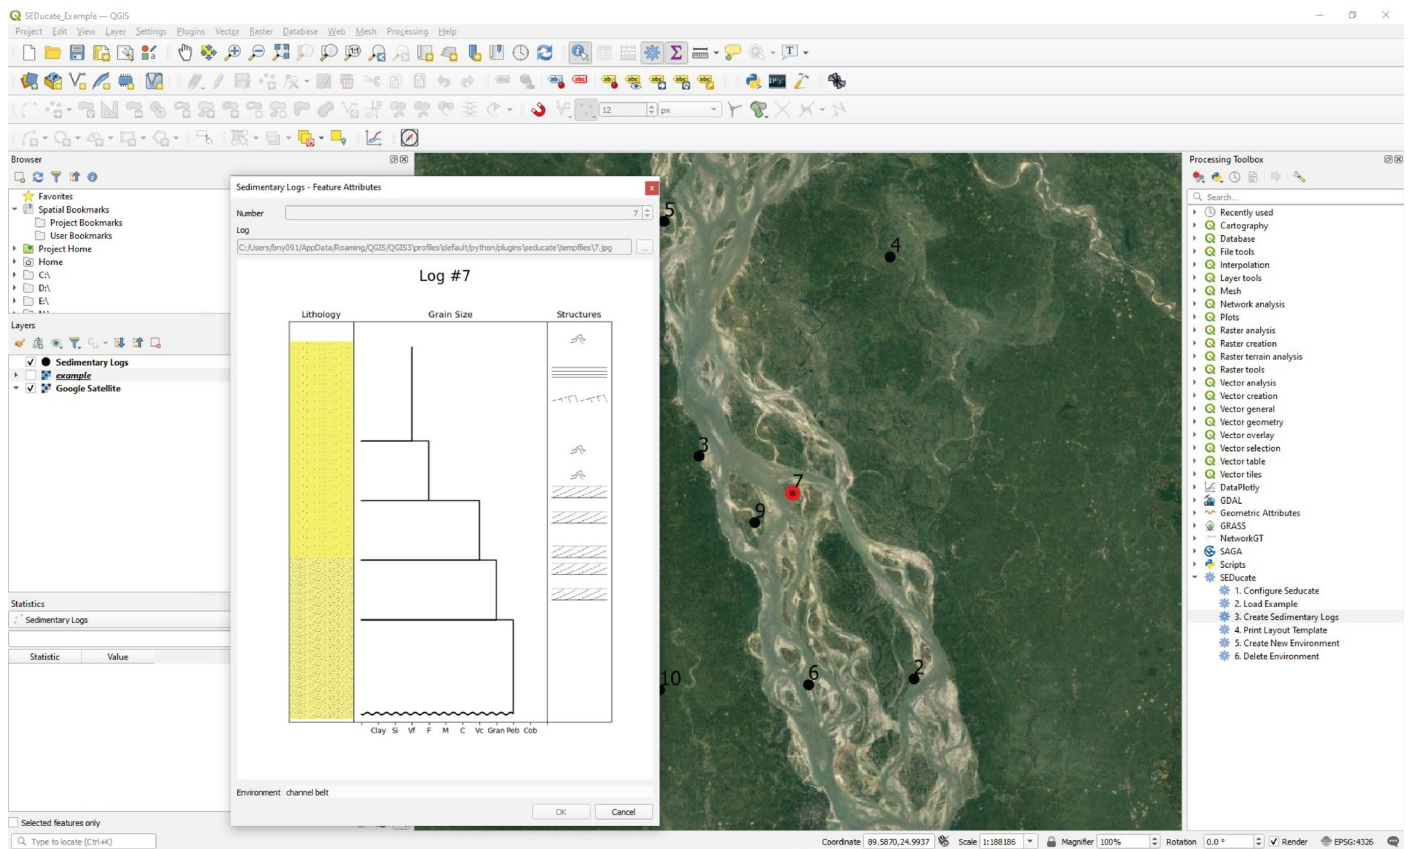 SEDucate_Example — QGIS
Project Edit View Layer Settings Plugins Vector Raster Database Web Mesh Processing Help
12 px
Browser
Favorites
Spatial Bookmarks
Project Bookmarks
User Bookmarks
Project Home
Home
C:\
D:\
E:\
Layers
Sedimentary Logs
example
Google Satellite
Statistics
Sedimentary Logs
Statistic Value
Selected features only
Type to locate (Ctrl+K)
Sedimentary Logs - Feature Attributes
Number 7
Log
C:/Users/bny091/AppData/Roaming/QGIS/QGIS3\profiles\default/python/plugins\seducate\tempfiles\7.jpg ...
Log #7
Lithology Grain Size Structures
Clay Si Vf F M C Vc Gran Peb Cob
Environment channel belt
OK Cancel
5
4
3
7
9
6
2
10
Processing Toolbox
Search...
Recently used
Cartography
Database
File tools
Interpolation
Layer tools
Mesh
Network analysis
Plots
Raster analysis
Raster creation
Raster terrain analysis
Raster tools
Vector analysis
Vector creation
Vector general
Vector geometry
Vector overlay
Vector selection
Vector table
Vector tiles
DataPlotly
GDAL
Geometric Attributes
GRASS
NetworkGT
SAGA
Scripts
SEDucate
1. Configure Seducate
2. Load Example
3. Create Sedimentary Logs
4. Print Layout Template
5. Create New Environment
6. Delete Environment
Coordinate 89.5870,24.9937 Scale 1:188186 Magnifier 100% Rotation 0.0 ° Render EPSG:4326